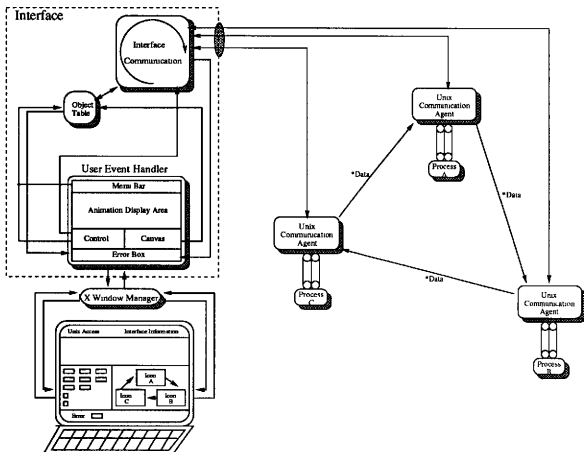 Interface
Interface
Communication
Object
Table
User Event Handler
Menu Bar
Animation Display Area
Control
Canvas
Error Box
X Window Manager
Unix Access
Interface Information
Icon
A
Icon
C
Icon
B
Error
Unix
Communication
Agent
Process
A
*Data
*Data
Unix
Communication
Agent
Process
C
*Data
Unix
Communication
Agent
Process
B